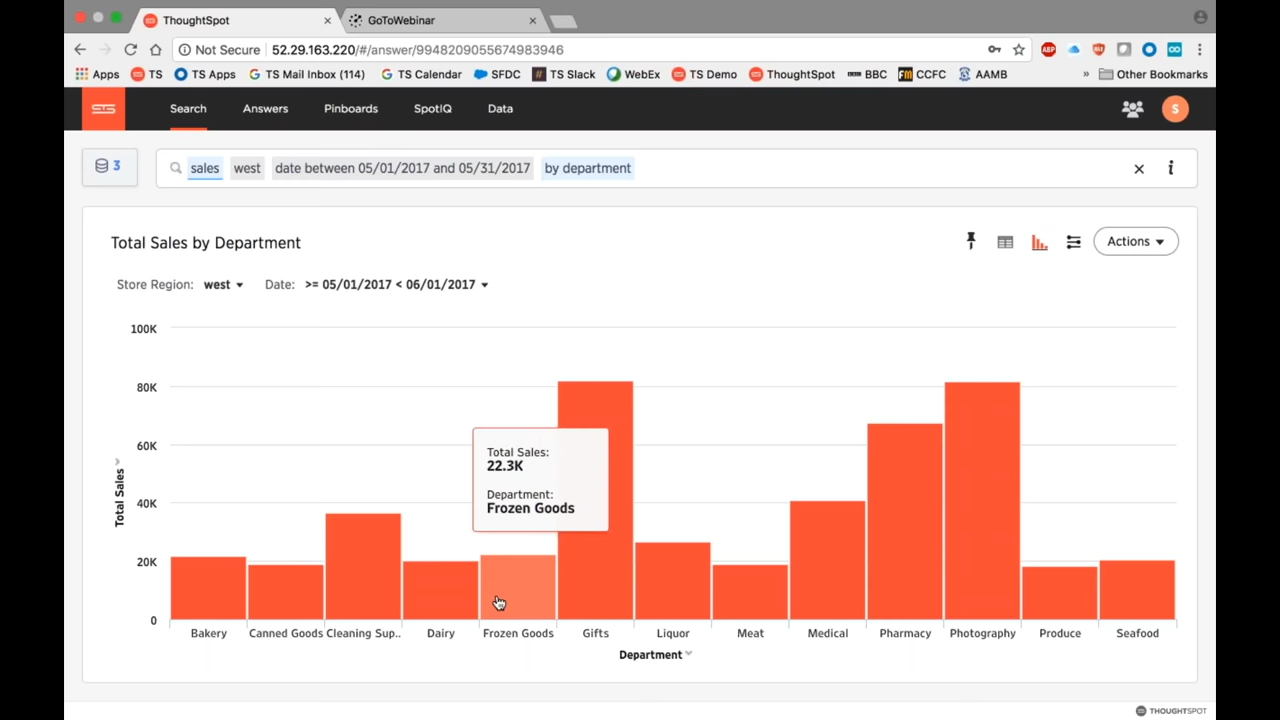 ThoughtSpot
GoToWebinar
Not Secure 52.29.163.220/#/answer/9948209055674983946
ABP
Apps TS TS Apps TS Mail Inbox (114) TS Calendar SFDC TS Slack WebEx TS Demo ThoughtSpot BBC CCFC AAMB » Other Bookmarks
Search Answers Pinboards SpotIQ Data S
3 sales west date between 05/01/2017 and 05/31/2017 by department
Total Sales by Department
Actions
Store Region: west Date: >= 05/01/2017 < 06/01/2017
100K
80K
60K
40K
20K
0
Total Sales
Total Sales:
22.3K
Department:
Frozen Goods
Bakery Canned Goods Cleaning Sup.. Dairy Frozen Goods Gifts Liquor Meat Medical Pharmacy Photography Produce Seafood
Department
THOUGHTSPOT